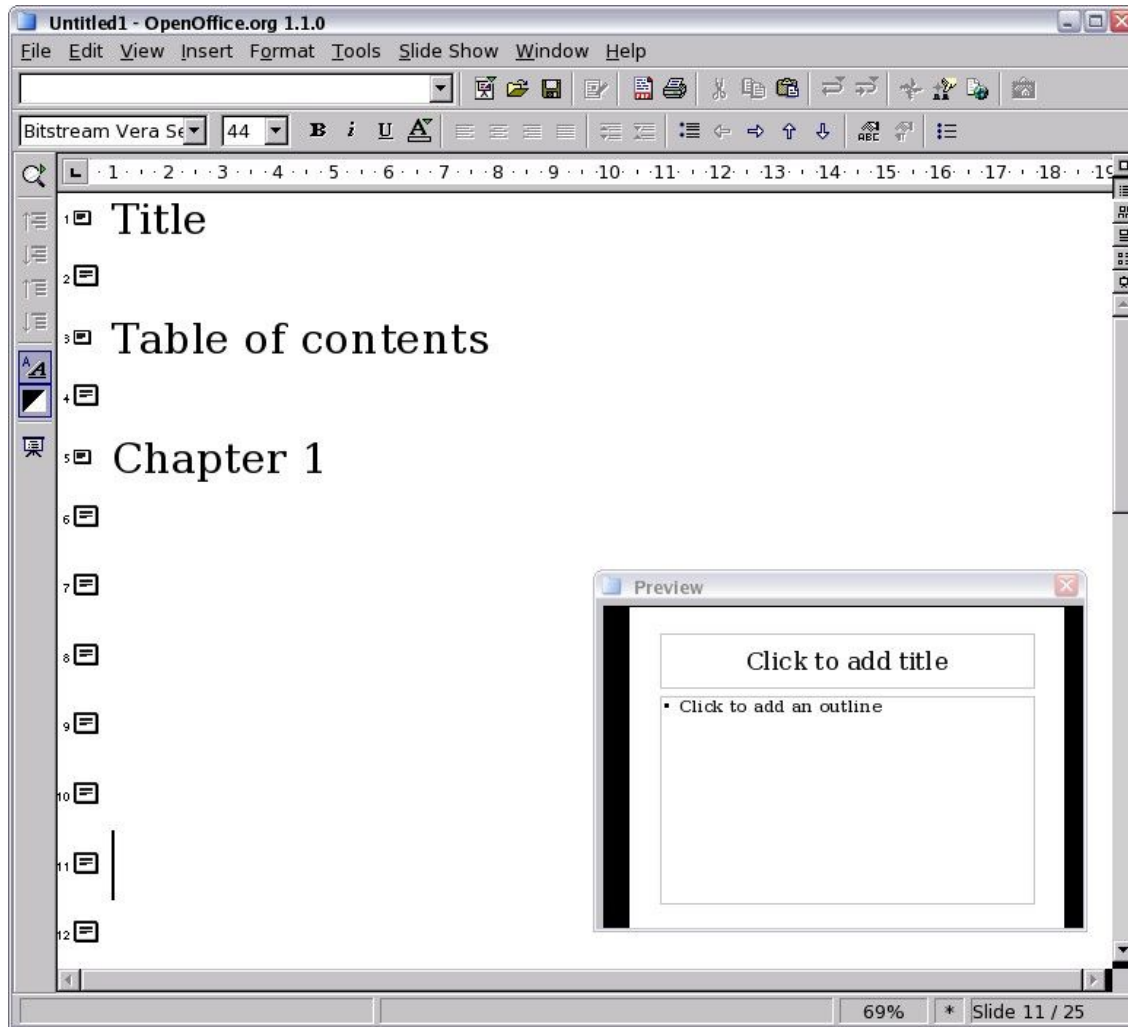 Untitled1 - OpenOffice.org 1.1.0
File Edit View Insert Format Tools Slide Show Window Help
Bitstream Vera Se 44 B i U A ABC
1 2 3 4 5 6 7 8 9 10 11 12 13 14 15 16 17 18 19
1 Title
2
3 Table of contents
4
5 Chapter 1
6
7
Preview
8
Click to add title
Click to add an outline
9
10
11
12
69% * Slide 11 / 25